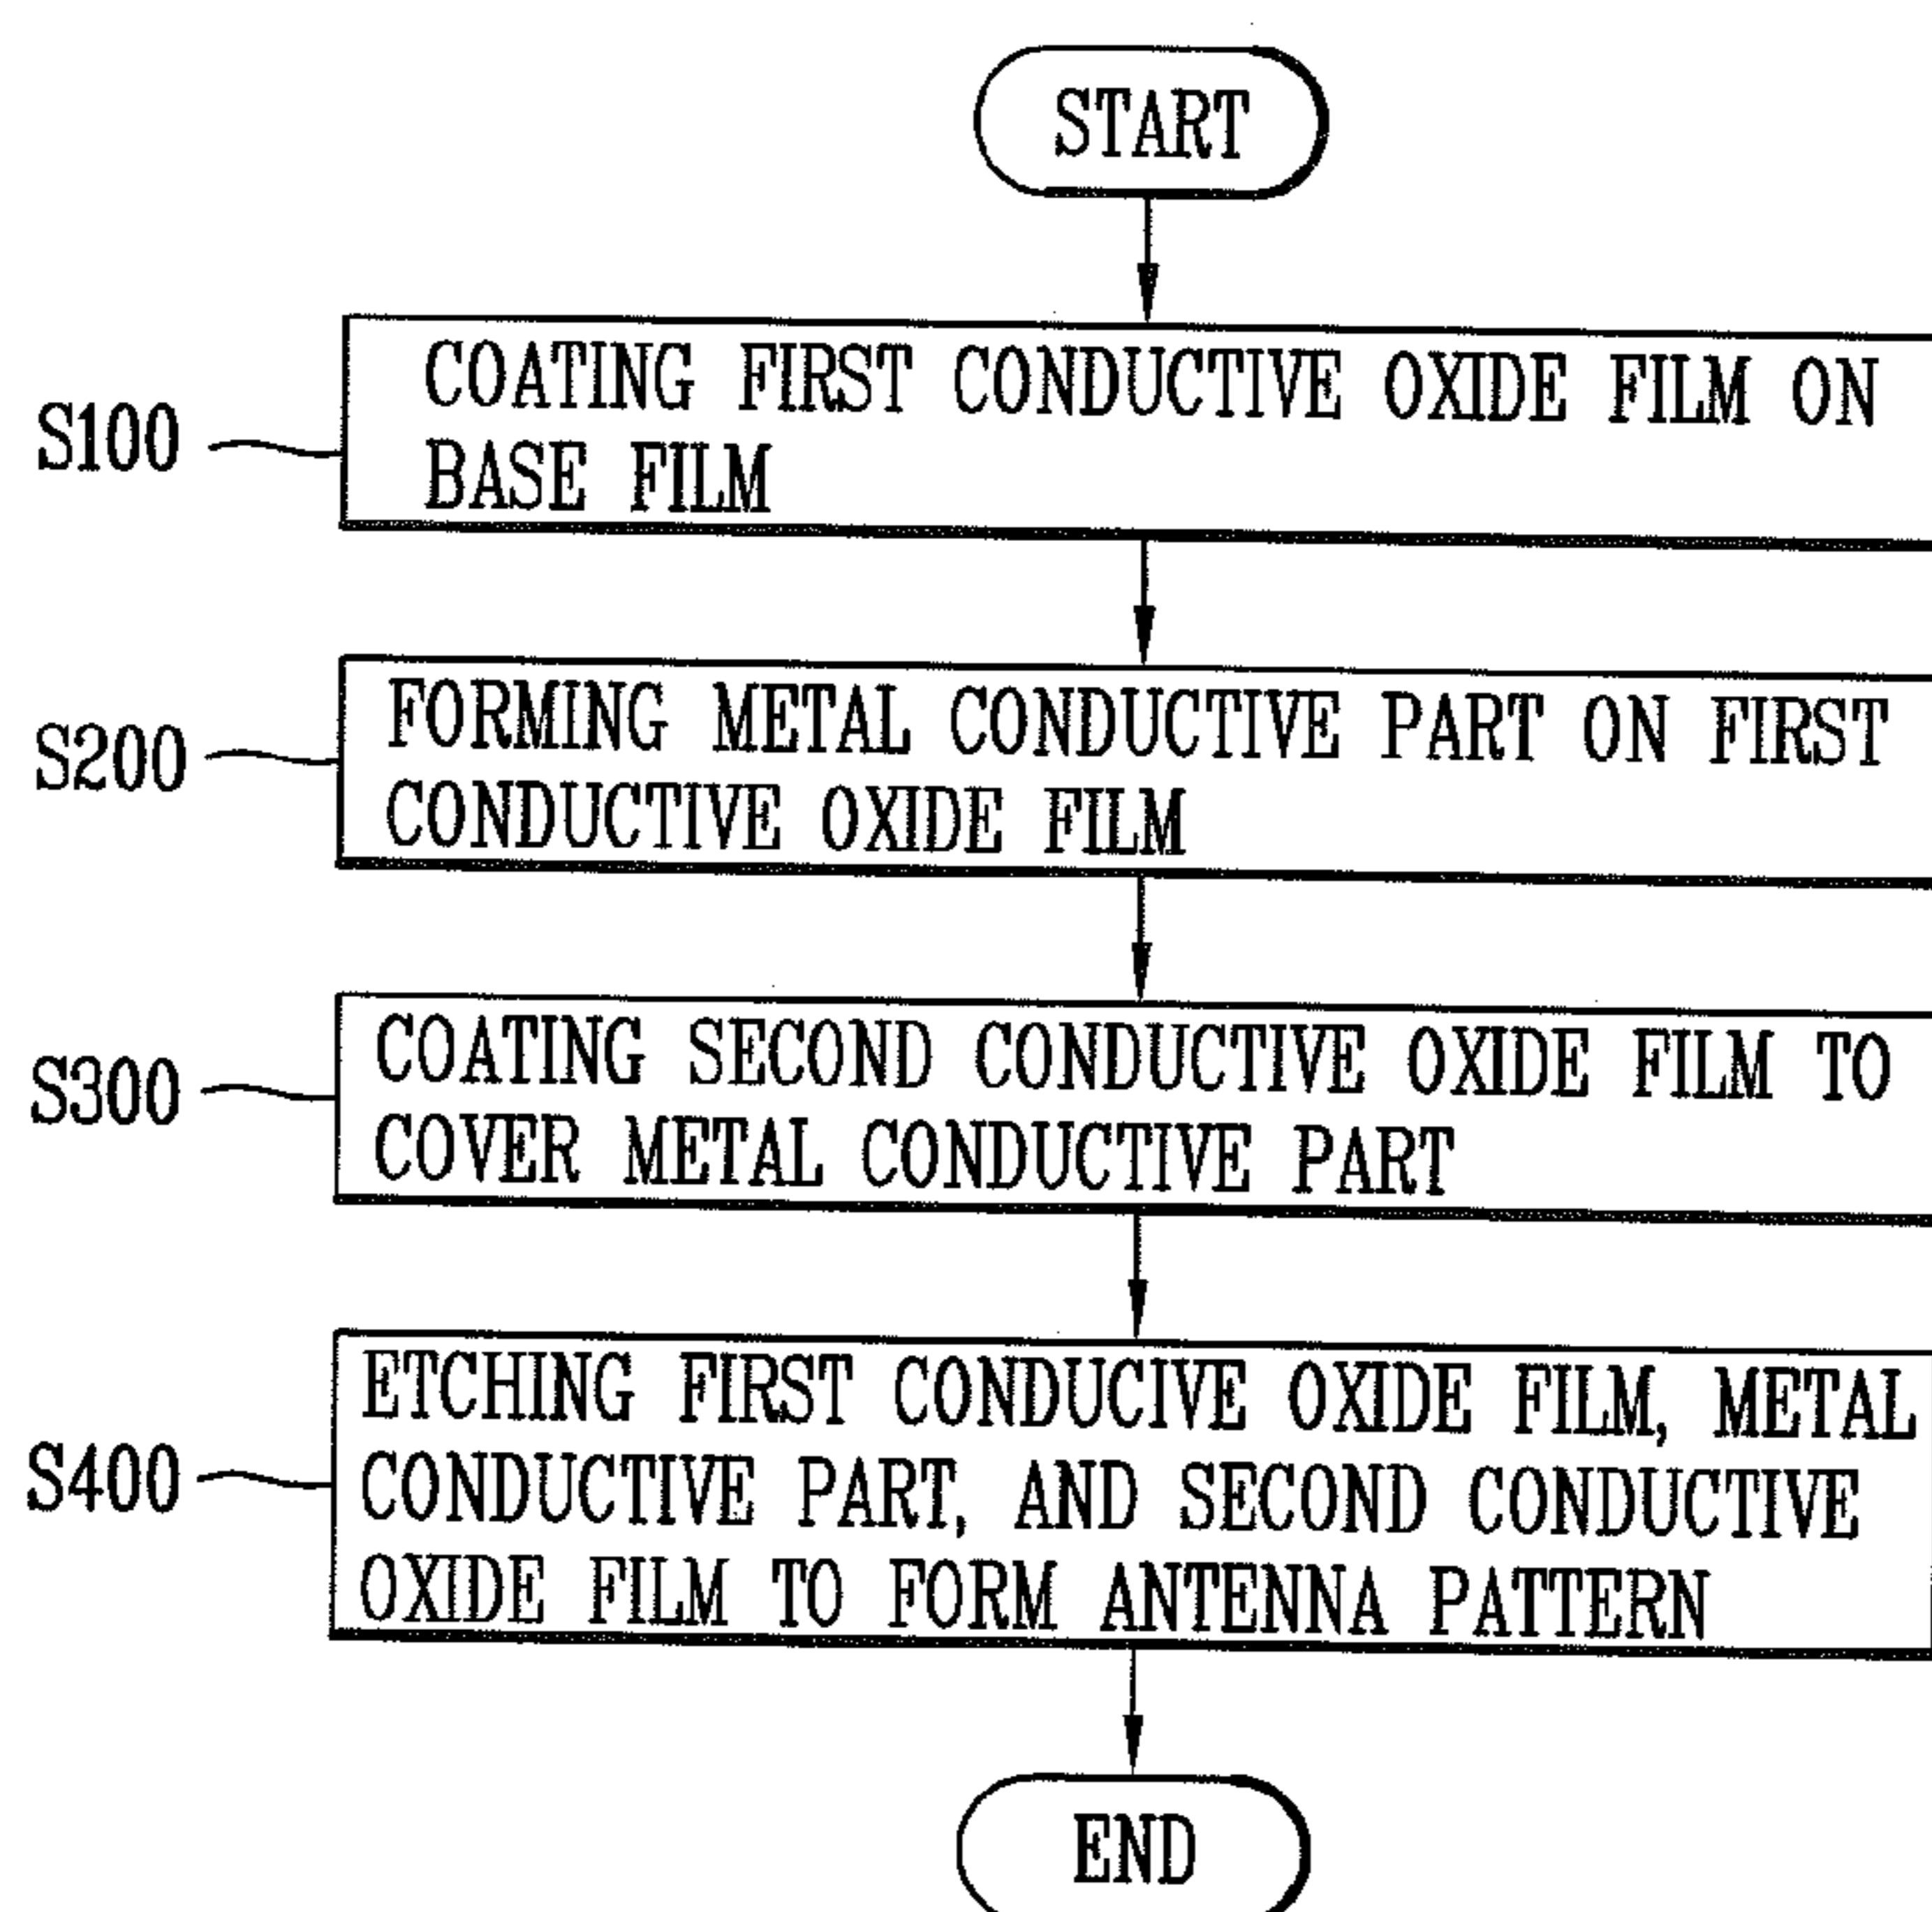 START
S100
COATING FIRST CONDUCTIVE OXIDE FILM ON
BASE FILM
S200
FORMING METAL CONDUCTIVE PART ON FIRST
CONDUCTIVE OXIDE FILM
S300
COATING SECOND CONDUCTIVE OXIDE FILM TO
COVER METAL CONDUCTIVE PART
S400
ETCHING FIRST CONDUCIVE OXIDE FILM, METAL
CONDUCTIVE PART, AND SECOND CONDUCTIVE
OXIDE FILM TO FORM ANTENNA PATTERN
END